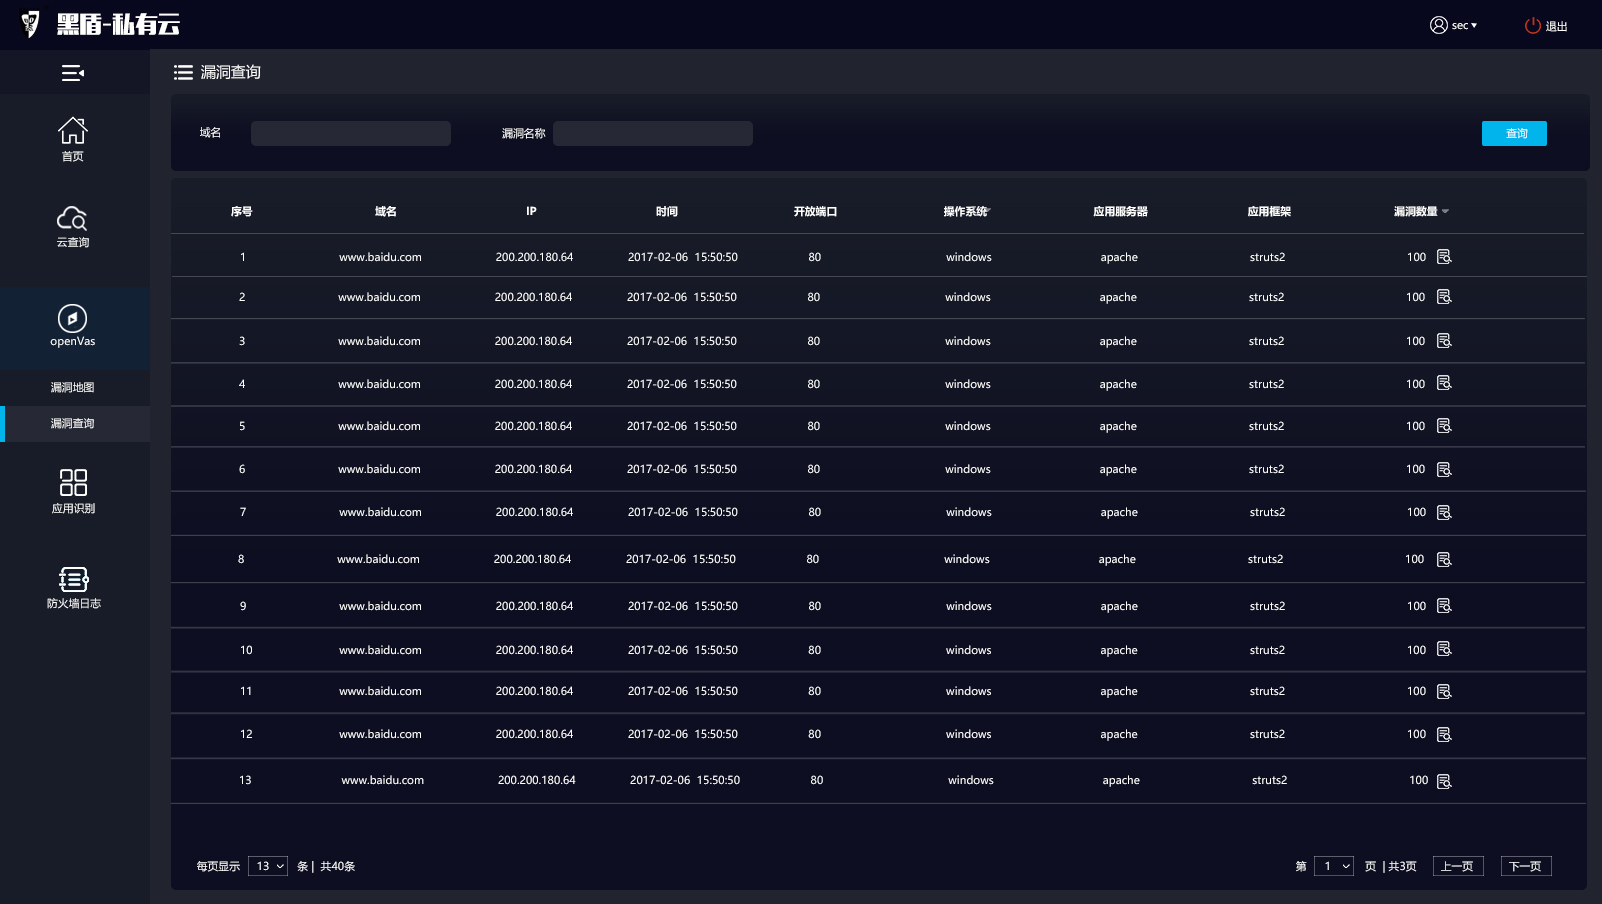 黑盾-私有云
sec
退出
漏洞查询
首页
云查询
openVas
漏洞地图
漏洞查询
应用识别
防火墙日志
域名
漏洞名称
查询
序号 域名 IP 时间 开放端口 操作系统 应用服务器 应用框架 漏洞数量
1 www.baidu.com 200.200.180.64 2017-02-06 15:50:50 80 windows apache struts2 100
2 www.baidu.com 200.200.180.64 2017-02-06 15:50:50 80 windows apache struts2 100
3 www.baidu.com 200.200.180.64 2017-02-06 15:50:50 80 windows apache struts2 100
4 www.baidu.com 200.200.180.64 2017-02-06 15:50:50 80 windows apache struts2 100
5 www.baidu.com 200.200.180.64 2017-02-06 15:50:50 80 windows apache struts2 100
6 www.baidu.com 200.200.180.64 2017-02-06 15:50:50 80 windows apache struts2 100
7 www.baidu.com 200.200.180.64 2017-02-06 15:50:50 80 windows apache struts2 100
8 www.baidu.com 200.200.180.64 2017-02-06 15:50:50 80 windows apache struts2 100
9 www.baidu.com 200.200.180.64 2017-02-06 15:50:50 80 windows apache struts2 100
10 www.baidu.com 200.200.180.64 2017-02-06 15:50:50 80 windows apache struts2 100
11 www.baidu.com 200.200.180.64 2017-02-06 15:50:50 80 windows apache struts2 100
12 www.baidu.com 200.200.180.64 2017-02-06 15:50:50 80 windows apache struts2 100
13 www.baidu.com 200.200.180.64 2017-02-06 15:50:50 80 windows apache struts2 100
每页显示 13 条 | 共40条
第 1 页 | 共3页 上一页 下一页